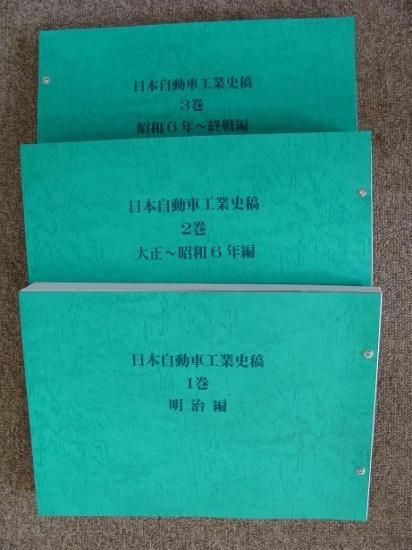 日本自動車工業史稿
3巻
昭和6年～終戦編
日本自動車工業史稿
2巻
大正～昭和6年編
日本自動車工業史稿
1巻
明治編